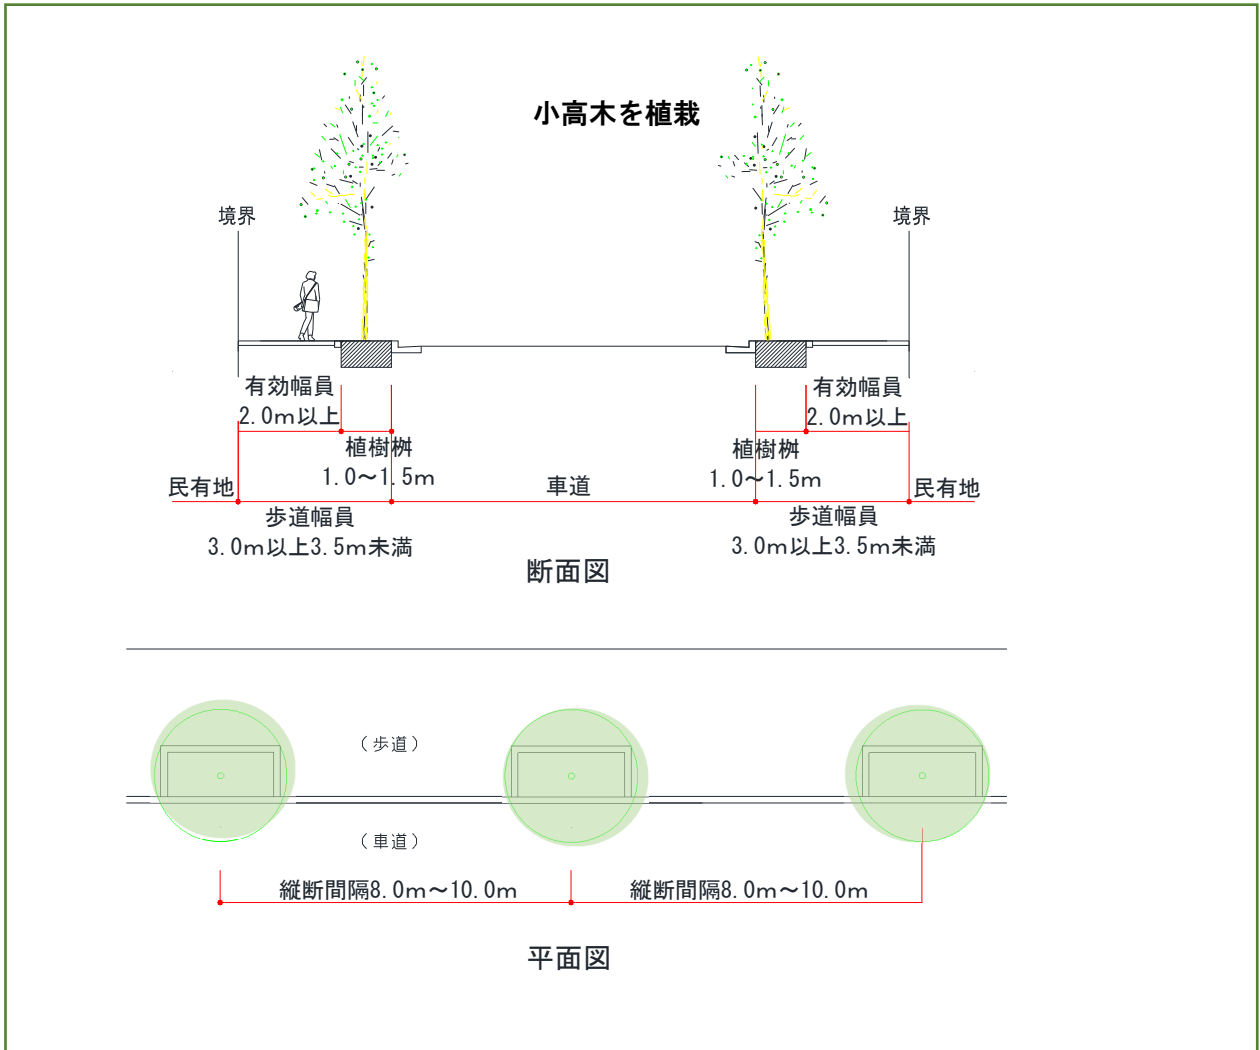 小高木を植栽
境界
境界
有効幅員
2.0m以上
有効幅員
2.0m以上
植樹桝
1.0～1.5m
植樹桝
1.0～1.5m
民有地
車道
民有地
歩道幅員
3.0m以上3.5m未満
歩道幅員
3.0m以上3.5m未満
断面図
（歩道）
（車道）
縦断間隔8.0m～10.0m
縦断間隔8.0m～10.0m
平面図